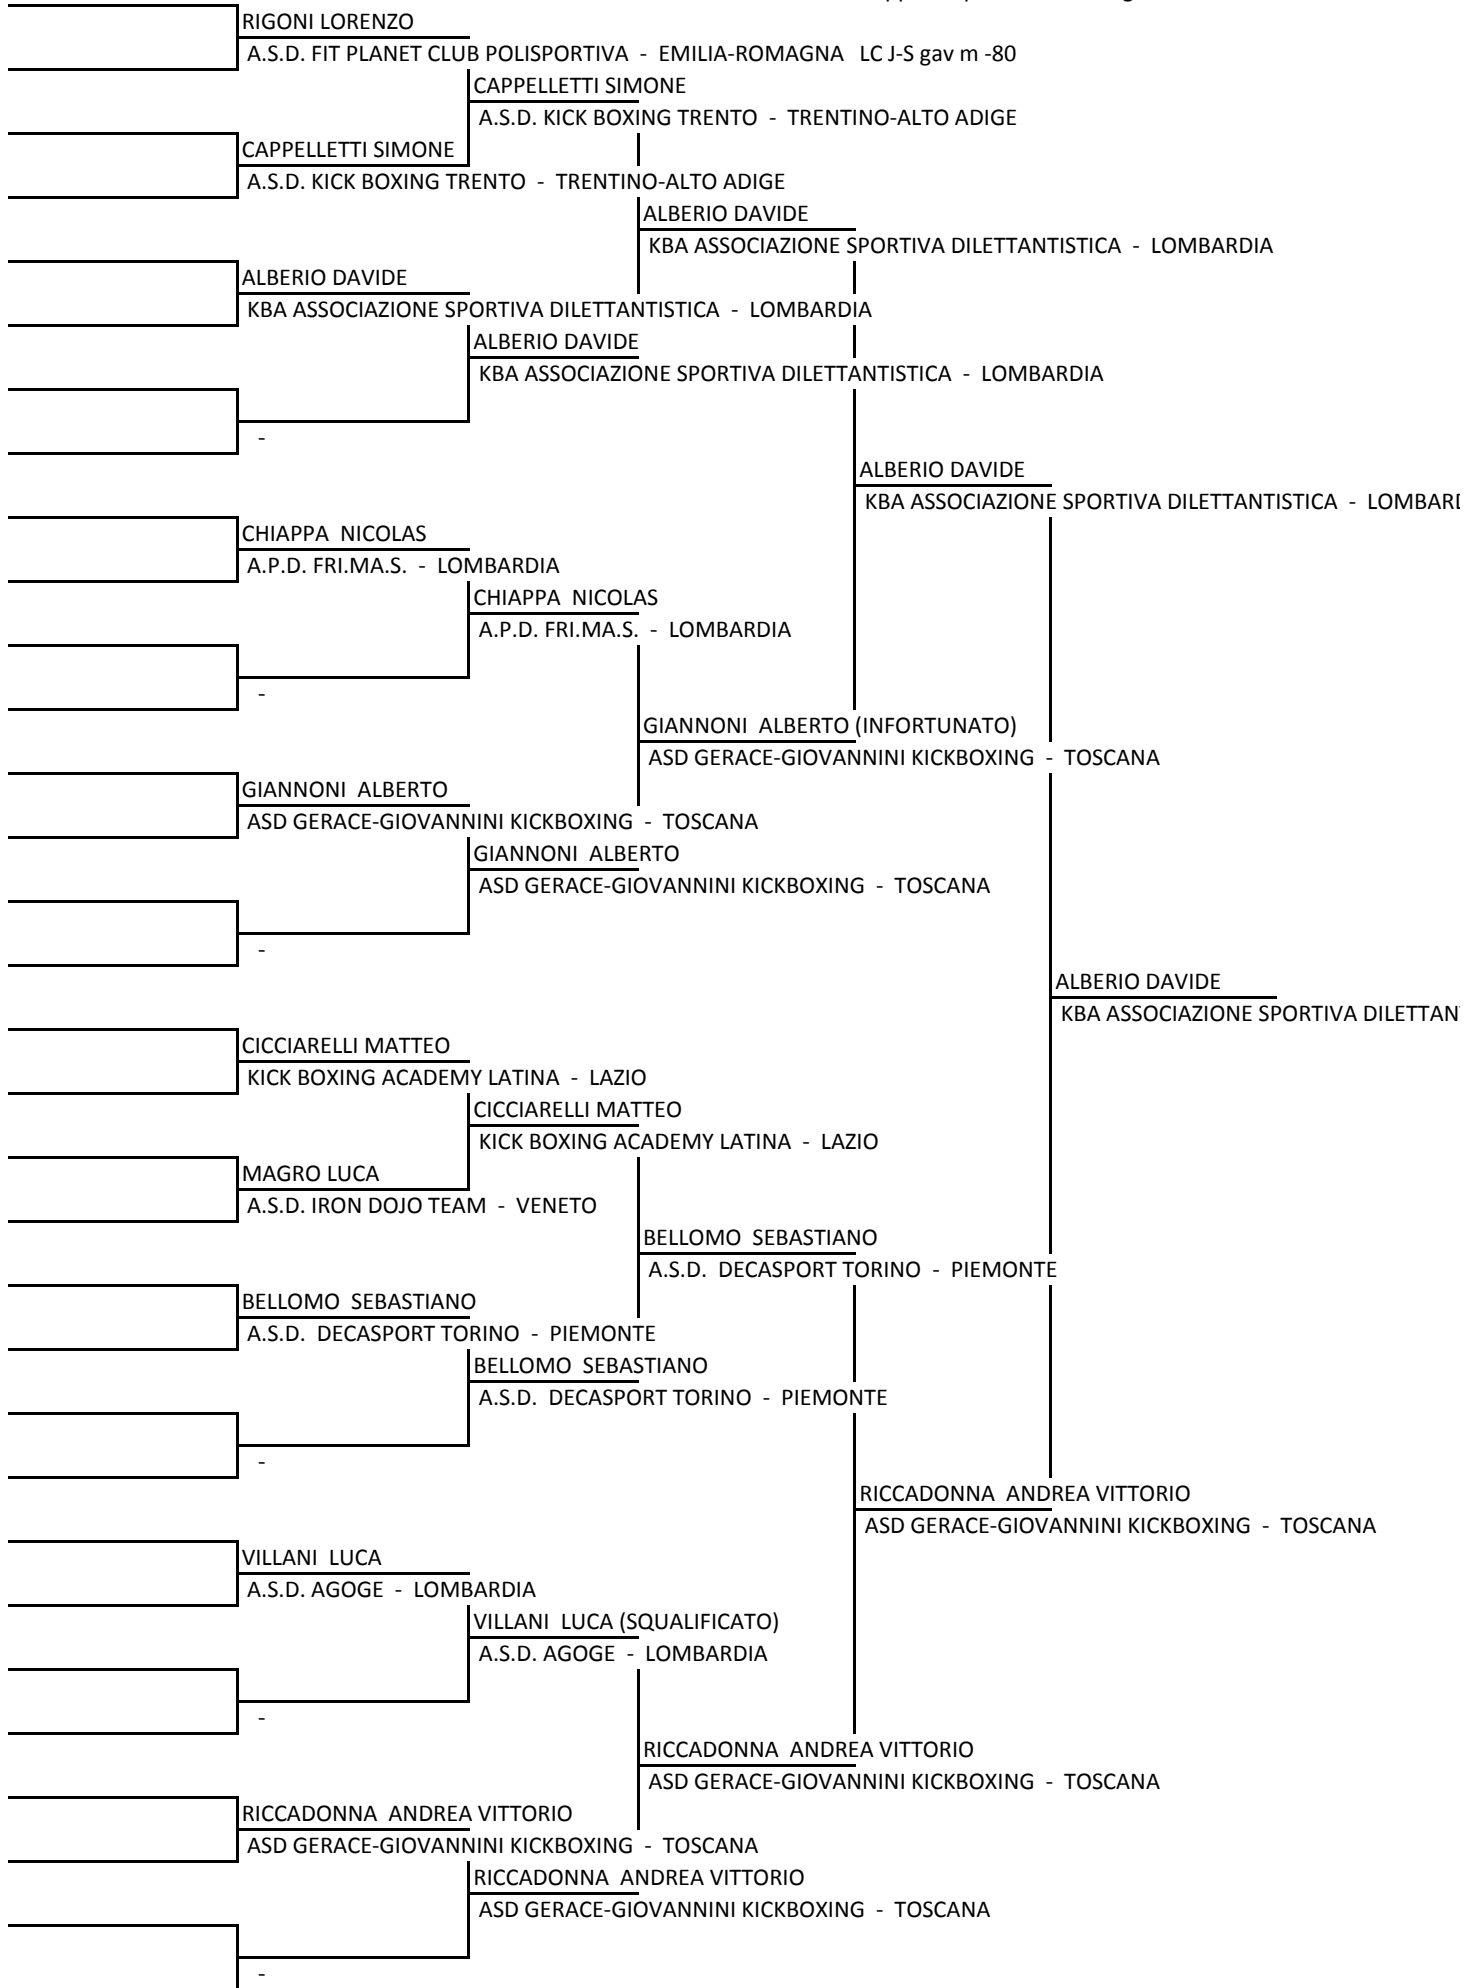 RIGONI LORENZO
A.S.D. FIT PLANET CLUB POLISPORTIVA - EMILIA-ROMAGNA LC J-S gav m -80
CAPPELLETTI SIMONE
A.S.D. KICK BOXING TRENTO - TRENTINO-ALTO ADIGE
CAPPELLETTI SIMONE
A.S.D. KICK BOXING TRENTO - TRENTINO-ALTO ADIGE
ALBERIO DAVIDE
KBA ASSOCIAZIONE SPORTIVA DILETTANTISTICA - LOMBARDIA
ALBERIO DAVIDE
KBA ASSOCIAZIONE SPORTIVA DILETTANTISTICA - LOMBARDIA
ALBERIO DAVIDE
KBA ASSOCIAZIONE SPORTIVA DILETTANTISTICA - LOMBARDIA
-
ALBERIO DAVIDE
KBA ASSOCIAZIONE SPORTIVA DILETTANTISTICA - LOMBARD
CHIAPPA NICOLAS
A.P.D. FRI.MA.S. - LOMBARDIA
CHIAPPA NICOLAS
A.P.D. FRI.MA.S. - LOMBARDIA
-
GIANNONI ALBERTO (INFORTUNATO)
ASD GERACE-GIOVANNINI KICKBOXING - TOSCANA
GIANNONI ALBERTO
ASD GERACE-GIOVANNINI KICKBOXING - TOSCANA
GIANNONI ALBERTO
ASD GERACE-GIOVANNINI KICKBOXING - TOSCANA
-
ALBERIO DAVIDE
KBA ASSOCIAZIONE SPORTIVA DILETTAN
CICCIARELLI MATTEO
KICK BOXING ACADEMY LATINA - LAZIO
CICCIARELLI MATTEO
KICK BOXING ACADEMY LATINA - LAZIO
MAGRO LUCA
A.S.D. IRON DOJO TEAM - VENETO
BELLOMO SEBASTIANO
A.S.D. DECASPORT TORINO - PIEMONTE
BELLOMO SEBASTIANO
A.S.D. DECASPORT TORINO - PIEMONTE
BELLOMO SEBASTIANO
A.S.D. DECASPORT TORINO - PIEMONTE
-
RICCADONNA ANDREA VITTORIO
ASD GERACE-GIOVANNINI KICKBOXING - TOSCANA
VILLANI LUCA
A.S.D. AGOGE - LOMBARDIA
VILLANI LUCA (SQUALIFICATO)
A.S.D. AGOGE - LOMBARDIA
-
RICCADONNA ANDREA VITTORIO
ASD GERACE-GIOVANNINI KICKBOXING - TOSCANA
RICCADONNA ANDREA VITTORIO
ASD GERACE-GIOVANNINI KICKBOXING - TOSCANA
RICCADONNA ANDREA VITTORIO
ASD GERACE-GIOVANNINI KICKBOXING - TOSCANA
-